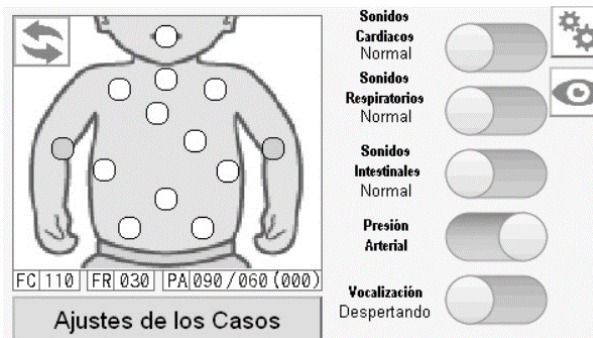 Sonidos
Cardiacos
Normal
Sonidos
Respiratorios
Normal
Sonidos
Intestinales
Normal
Presión
Arterial
Vocalización
Despertando
FC 110 FR 030 PA 090/060 (000)
Ajustes de los Casos